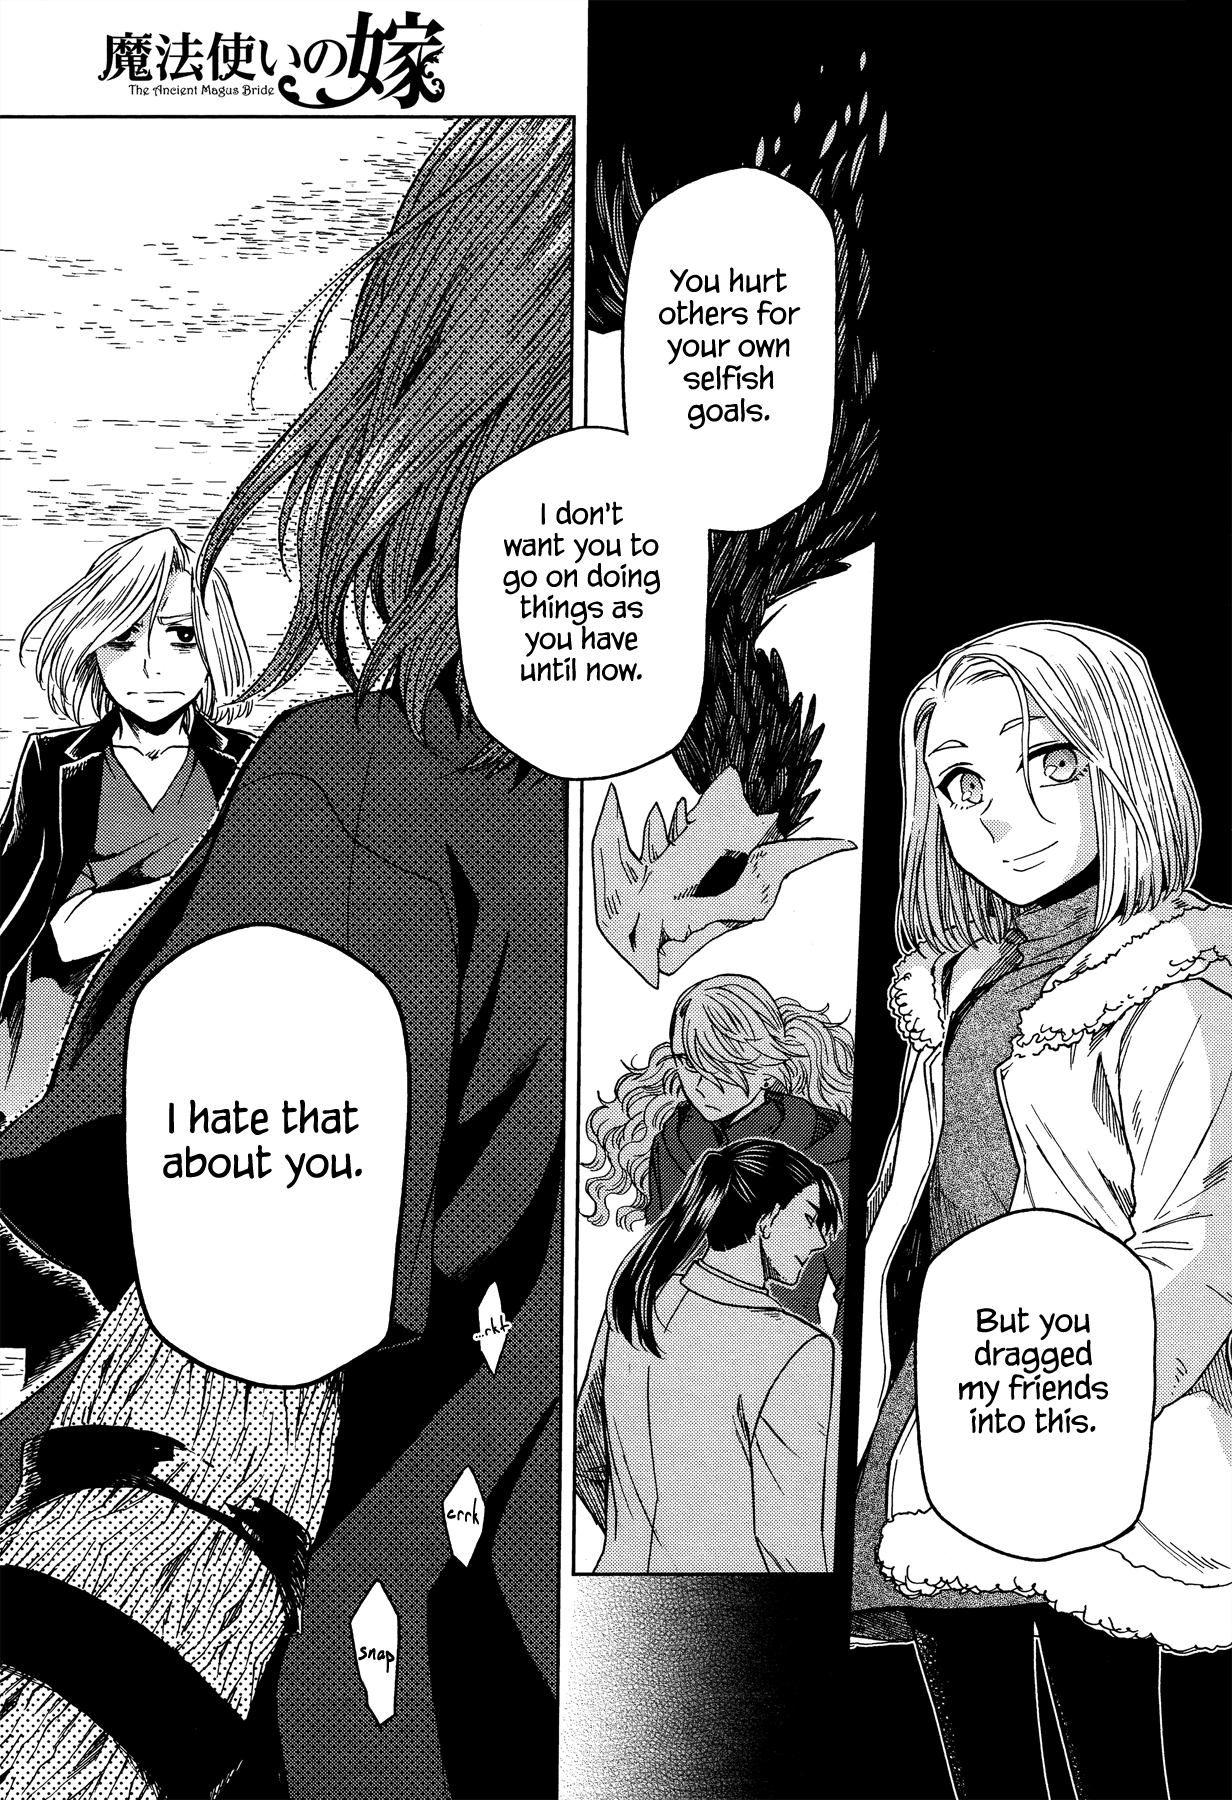 魔法使いの嫁
The Ancient Magus Bride
But you
dragged
my friends
into this.
You hurt
others for
your own
selfish
goals.
I don't
want you to
go on doing
things as
you have
until now.
I hate that
about you.
...rkk
crrk
snap